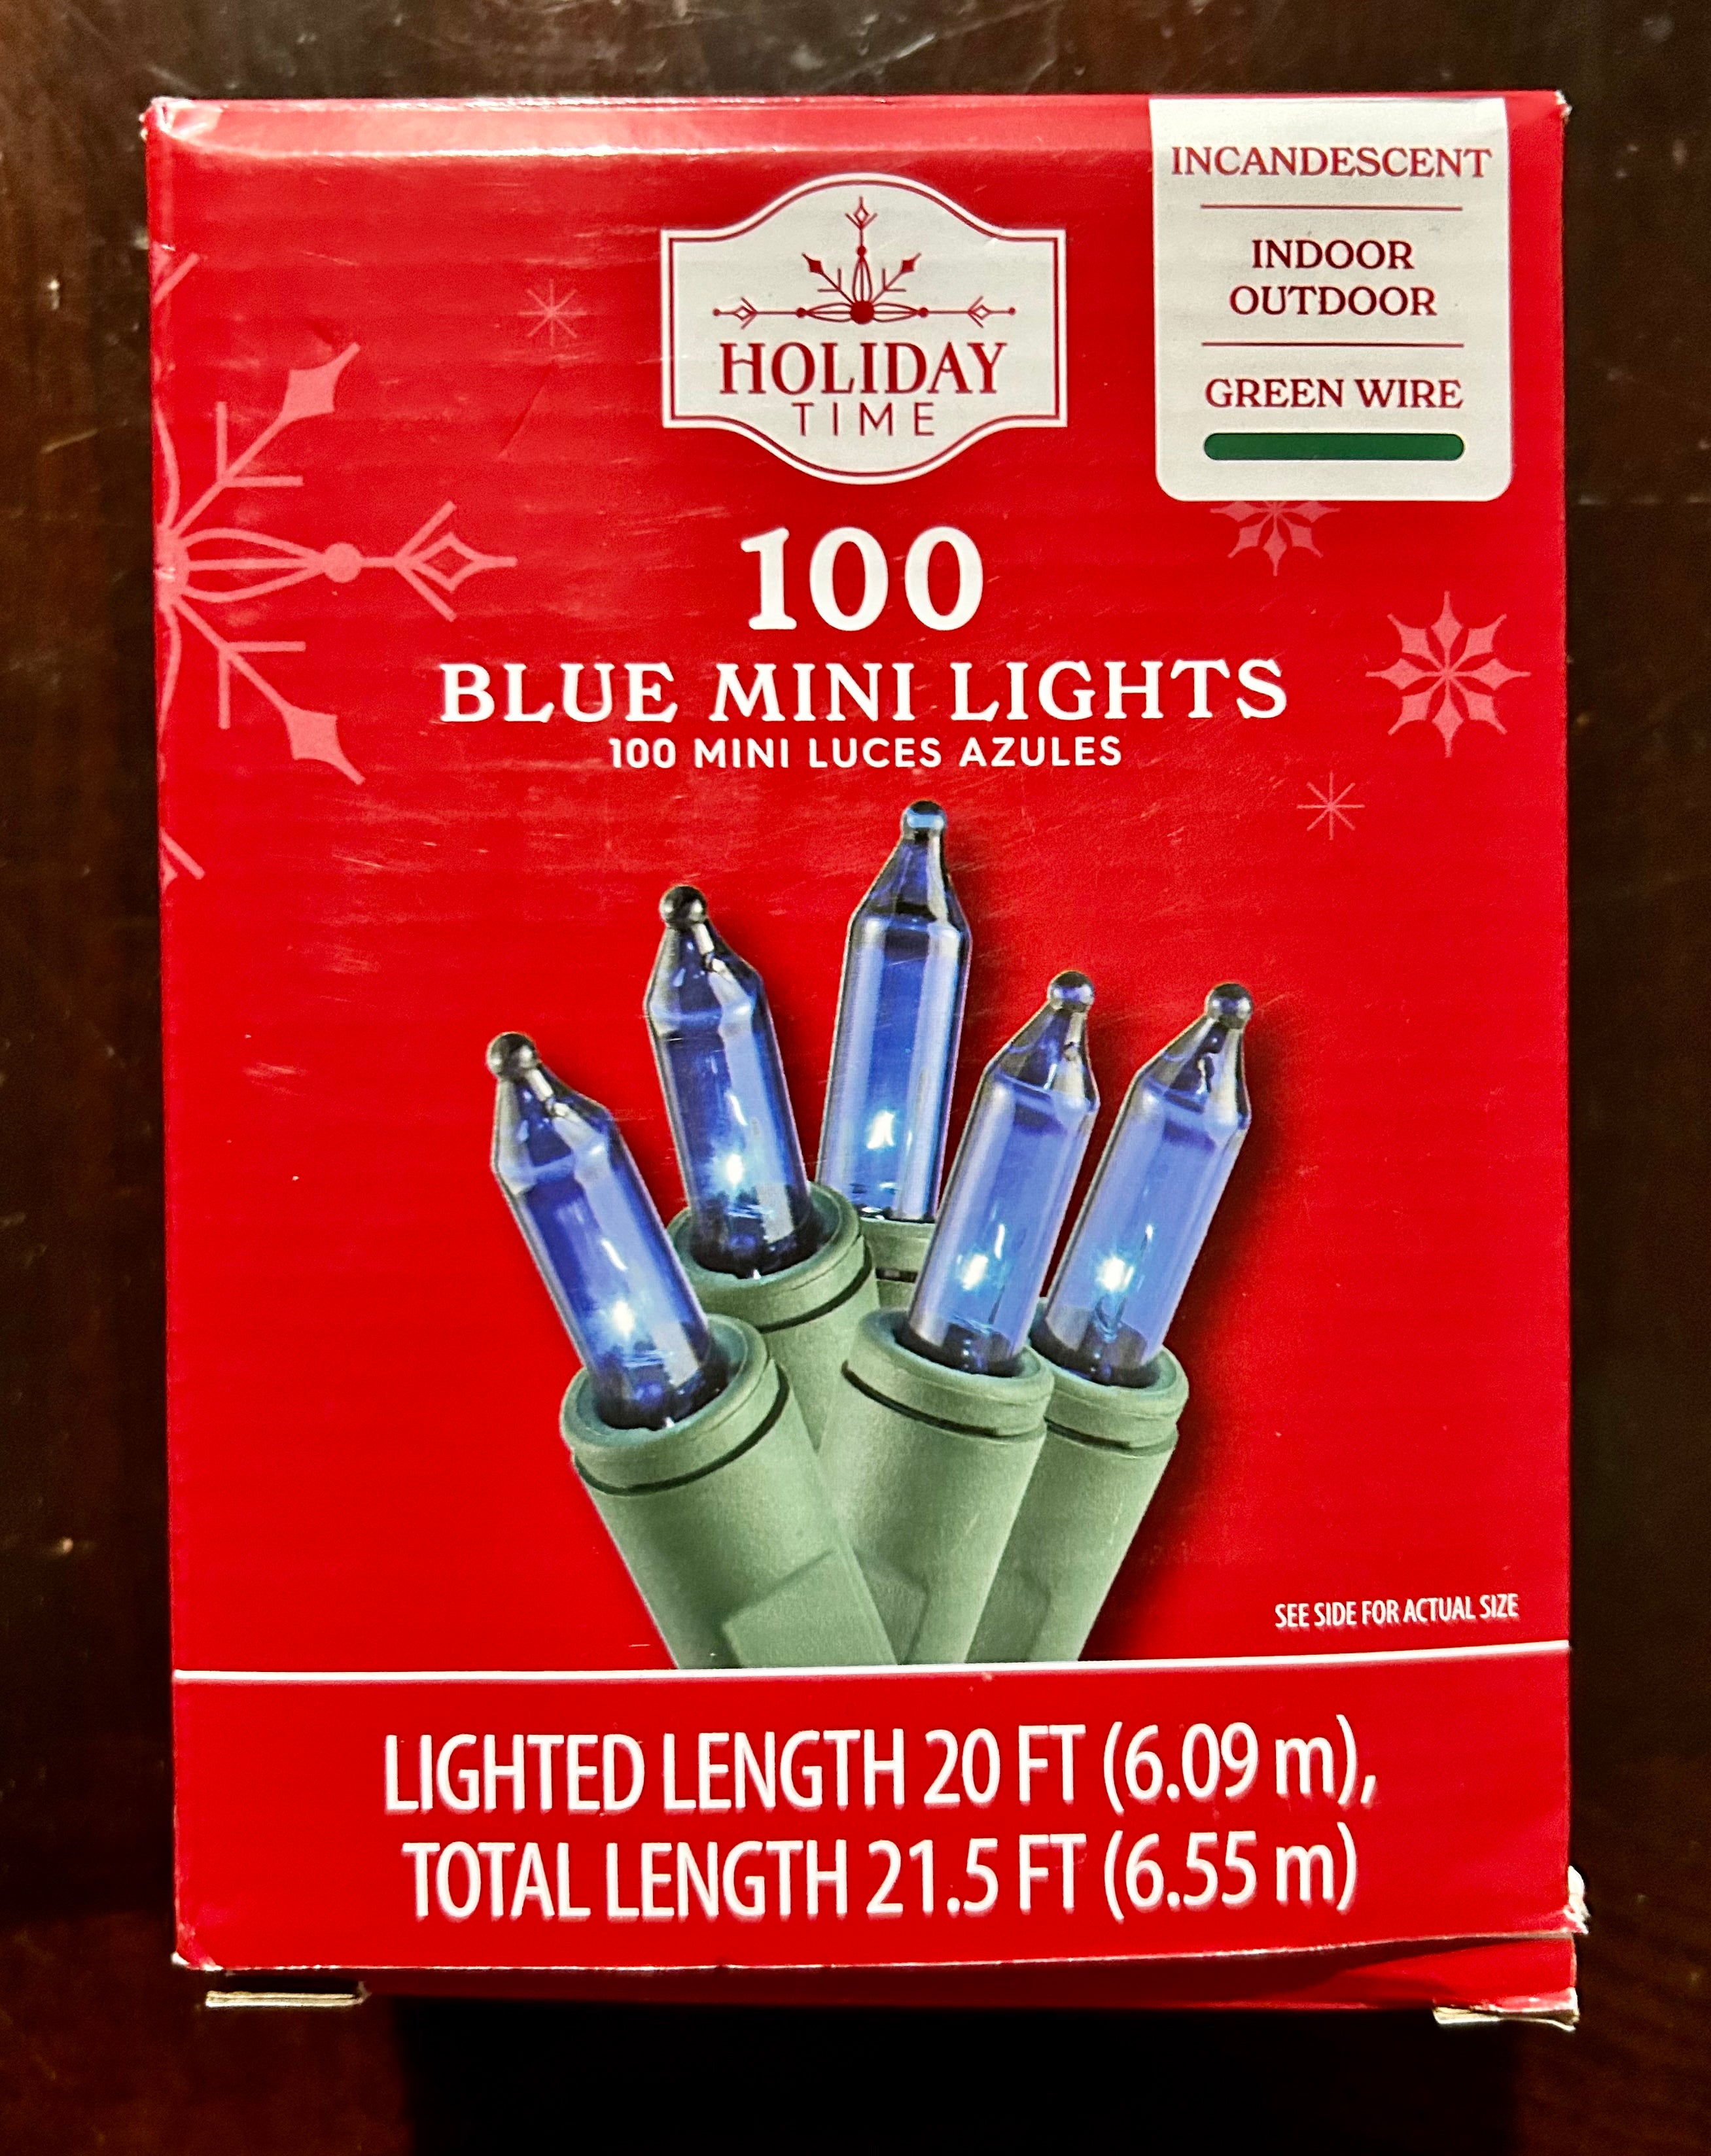 INCANDESCENT
INDOOR
OUTDOOR
GREEN WIRE
HOLIDAY
TIME
100
BLUE MINI LIGHTS
100 MINI LUCES AZULES
SEE SIDE FOR ACTUAL SIZE
LIGHTED LENGTH 20 FT (6.09 m),
TOTAL LENGTH 21.5 FT (6.55 m)